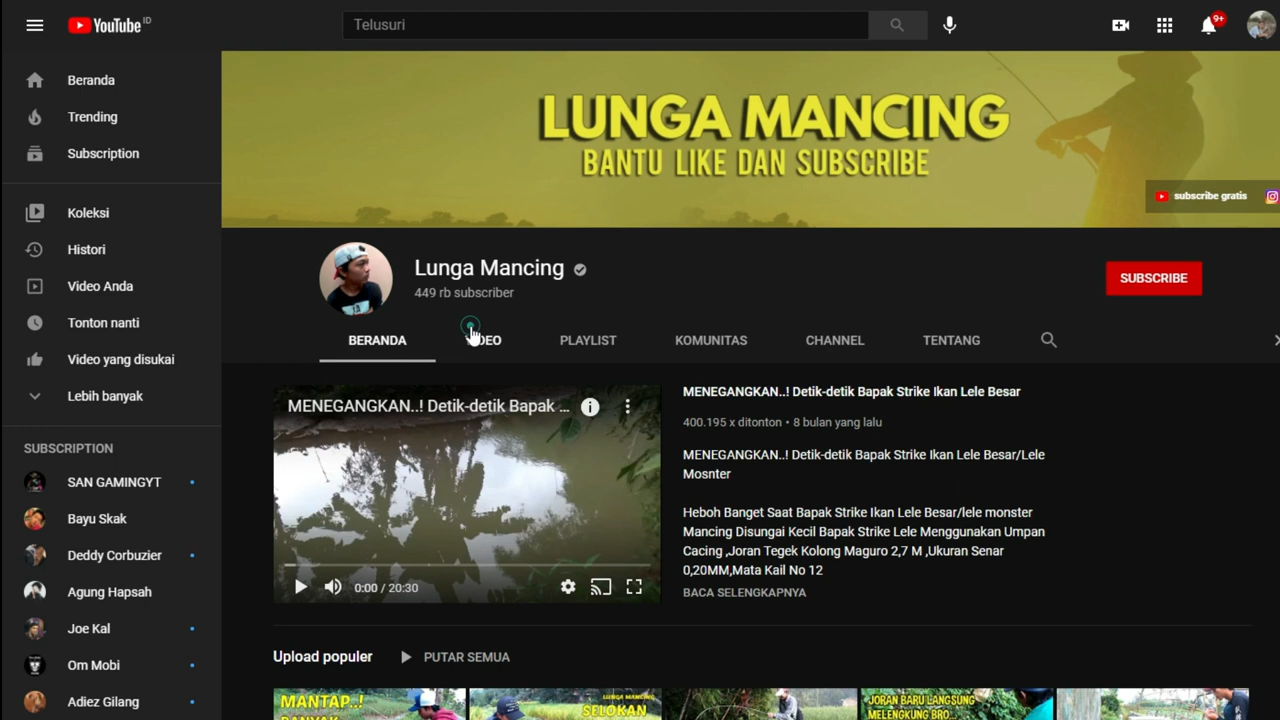 YouTube ID
Telusuri
9+
Beranda
Trending
Subscription
Koleksi
Histori
Video Anda
Tonton nanti
Video yang disukai
Lebih banyak
SUBSCRIPTION
SAN GAMINGYT
Bayu Skak
Deddy Corbuzier
Agung Hapsah
Joe Kal
Om Mobi
Adiez Gilang
LUNGA MANCING
BANTU LIKE DAN SUBSCRIBE
subscribe gratis
Lunga Mancing
449 rb subscriber
SUBSCRIBE
BERANDA
VIDEO
PLAYLIST
KOMUNITAS
CHANNEL
TENTANG
MENEGANGKAN..! Detik-detik Bapak ...
0:00 / 20:30
MENEGANGKAN..! Detik-detik Bapak Strike Ikan Lele Besar
400.195 x ditonton • 8 bulan yang lalu
MENEGANGKAN..! Detik-detik Bapak Strike Ikan Lele Besar/Lele
Mosnter
Heboh Banget Saat Bapak Strike Ikan Lele Besar/lele monster
Mancing Disungai Kecil Bapak Strike Lele Menggunakan Umpan
Cacing ,Joran Tegek Kolong Maguro 2,7 M ,Ukuran Senar
0,20MM,Mata Kail No 12
BACA SELENGKAPNYA
Upload populer
PUTAR SEMUA
MANTAP..!
BANYAK
LUNGA MANCING
SELOKAN
JORAN BARU LANGSUNG
MELENGKUNG BRO...